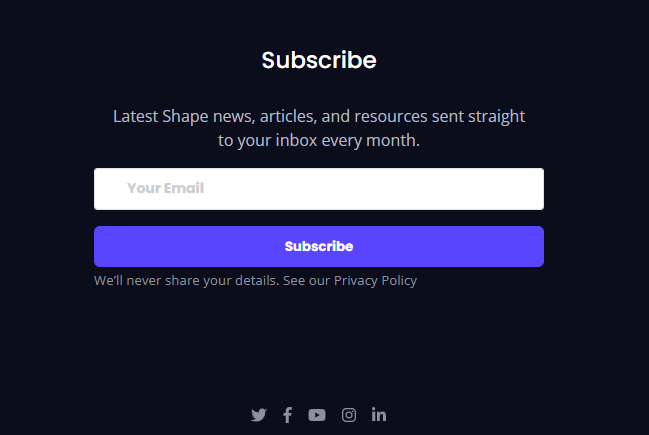 Subscribe
Latest Shape news, articles, and resources sent straight
to your inbox every month.
Your Email
Subscribe
We'll never share your details. See our Privacy Policy